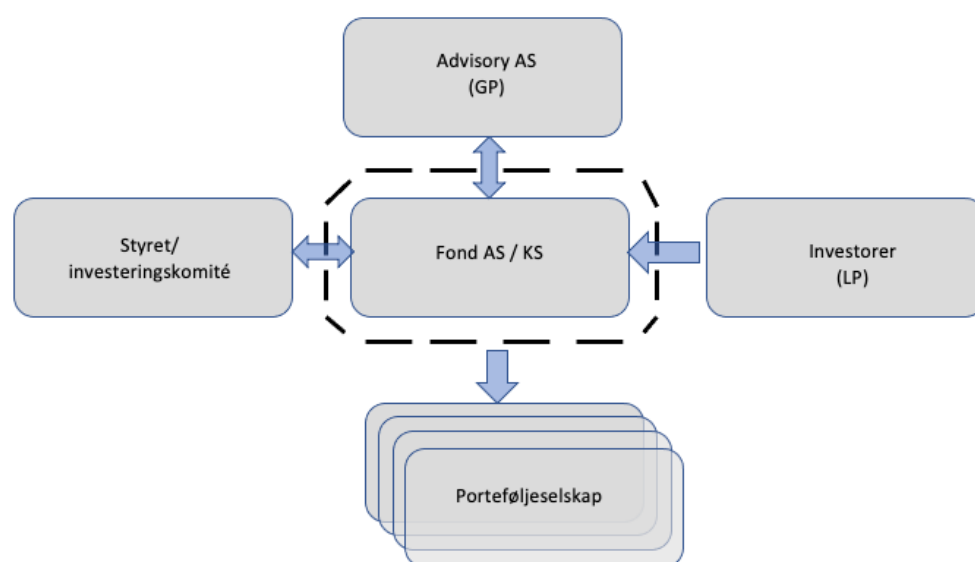 Advisory AS
(GP)
Styret/
investeringskomité
Fond AS / KS
Investorer
(LP)
Porteføljeselskap